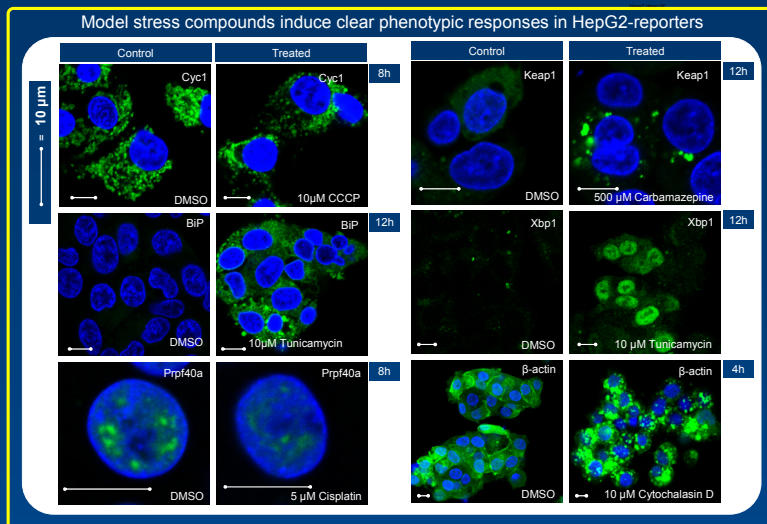 Model stress compounds induce clear phenotypic responses in HepG2-reporters
Control
Treated
Control
Treated
= 10 µm
Cyc1
DMSO
Cyc1
10µM CCCP
8h
Keap1
DMSO
Keap1
500 µM Carbamazepine
12h
BiP
DMSO
BiP
10µM Tunicamycin
12h
Xbp1
DMSO
Xbp1
10 µM Tunicamycin
12h
Prpf40a
DMSO
Prpf40a
5 µM Cisplatin
8h
β-actin
DMSO
β-actin
10 µM Cytochalasin D
4h